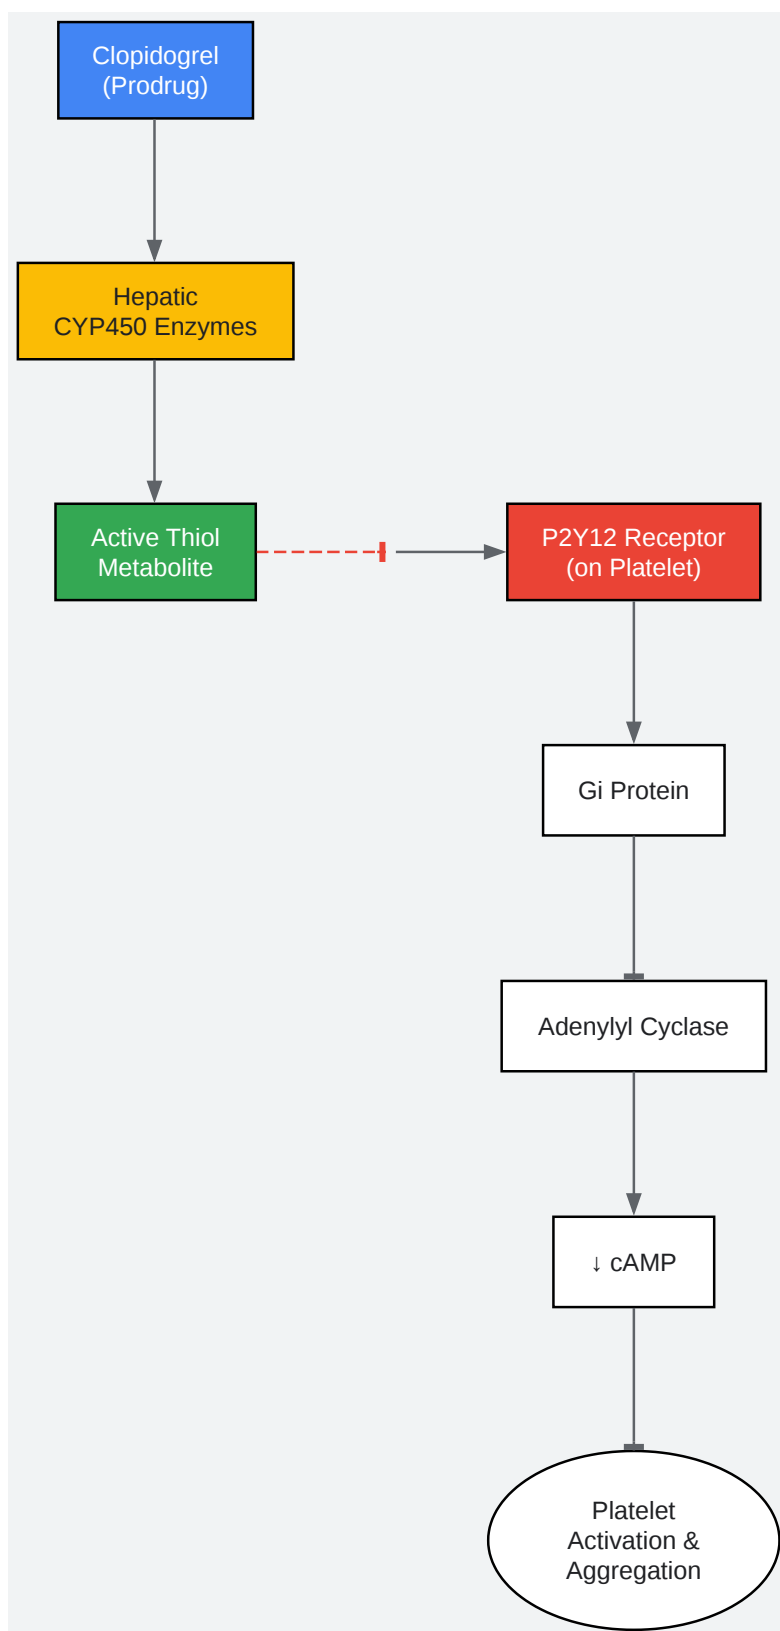 Clopidogrel
(Prodrug)
Hepatic
CYP450 Enzymes
Active Thiol
Metabolite
P2Y12 Receptor
(on Platelet)
Gi Protein
Adenylyl Cyclase
↓ cAMP
Platelet
Activation &
Aggregation